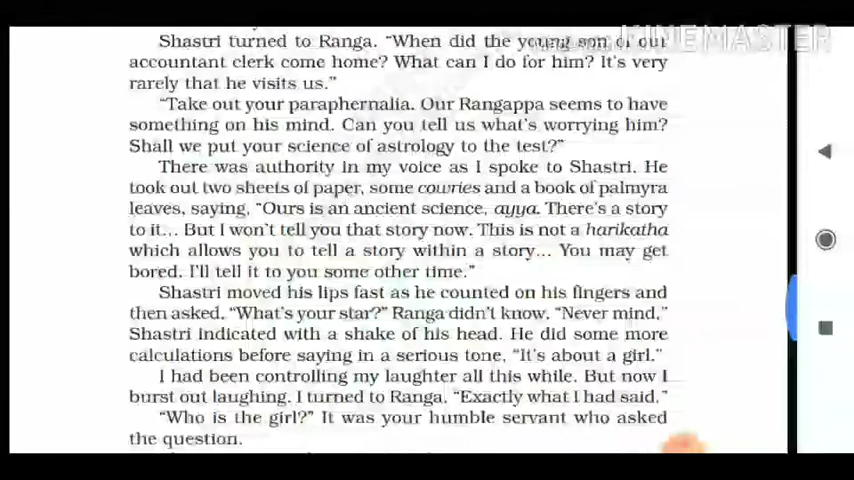 KINEMASTER
Shastri turned to Ranga. “When did the young son of our
accountant clerk come home? What can I do for him? It’s very
rarely that he visits us.”
“Take out your paraphernalia. Our Rangappa seems to have
something on his mind. Can you tell us what’s worrying him?
Shall we put your science of astrology to the test?”
There was authority in my voice as I spoke to Shastri. He
took out two sheets of paper, some cowries and a book of palmyra
leaves, saying, “Ours is an ancient science, ayya. There’s a story
to it... But I won’t tell you that story now. This is not a harikatha
which allows you to tell a story within a story... You may get
bored. I’ll tell it to you some other time.”
Shastri moved his lips fast as he counted on his fingers and
then asked, “What’s your star?” Ranga didn’t know. “Never mind,”
Shastri indicated with a shake of his head. He did some more
calculations before saying in a serious tone, “It’s about a girl.”
I had been controlling my laughter all this while. But now I
burst out laughing. I turned to Ranga. “Exactly what I had said.”
“Who is the girl?” It was your humble servant who asked
the question.